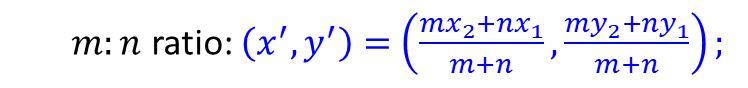 m: n ratio: (x′, y′) = ((mx₂+nx₁)/(m+n), (my₂+ny₁)/(m+n));